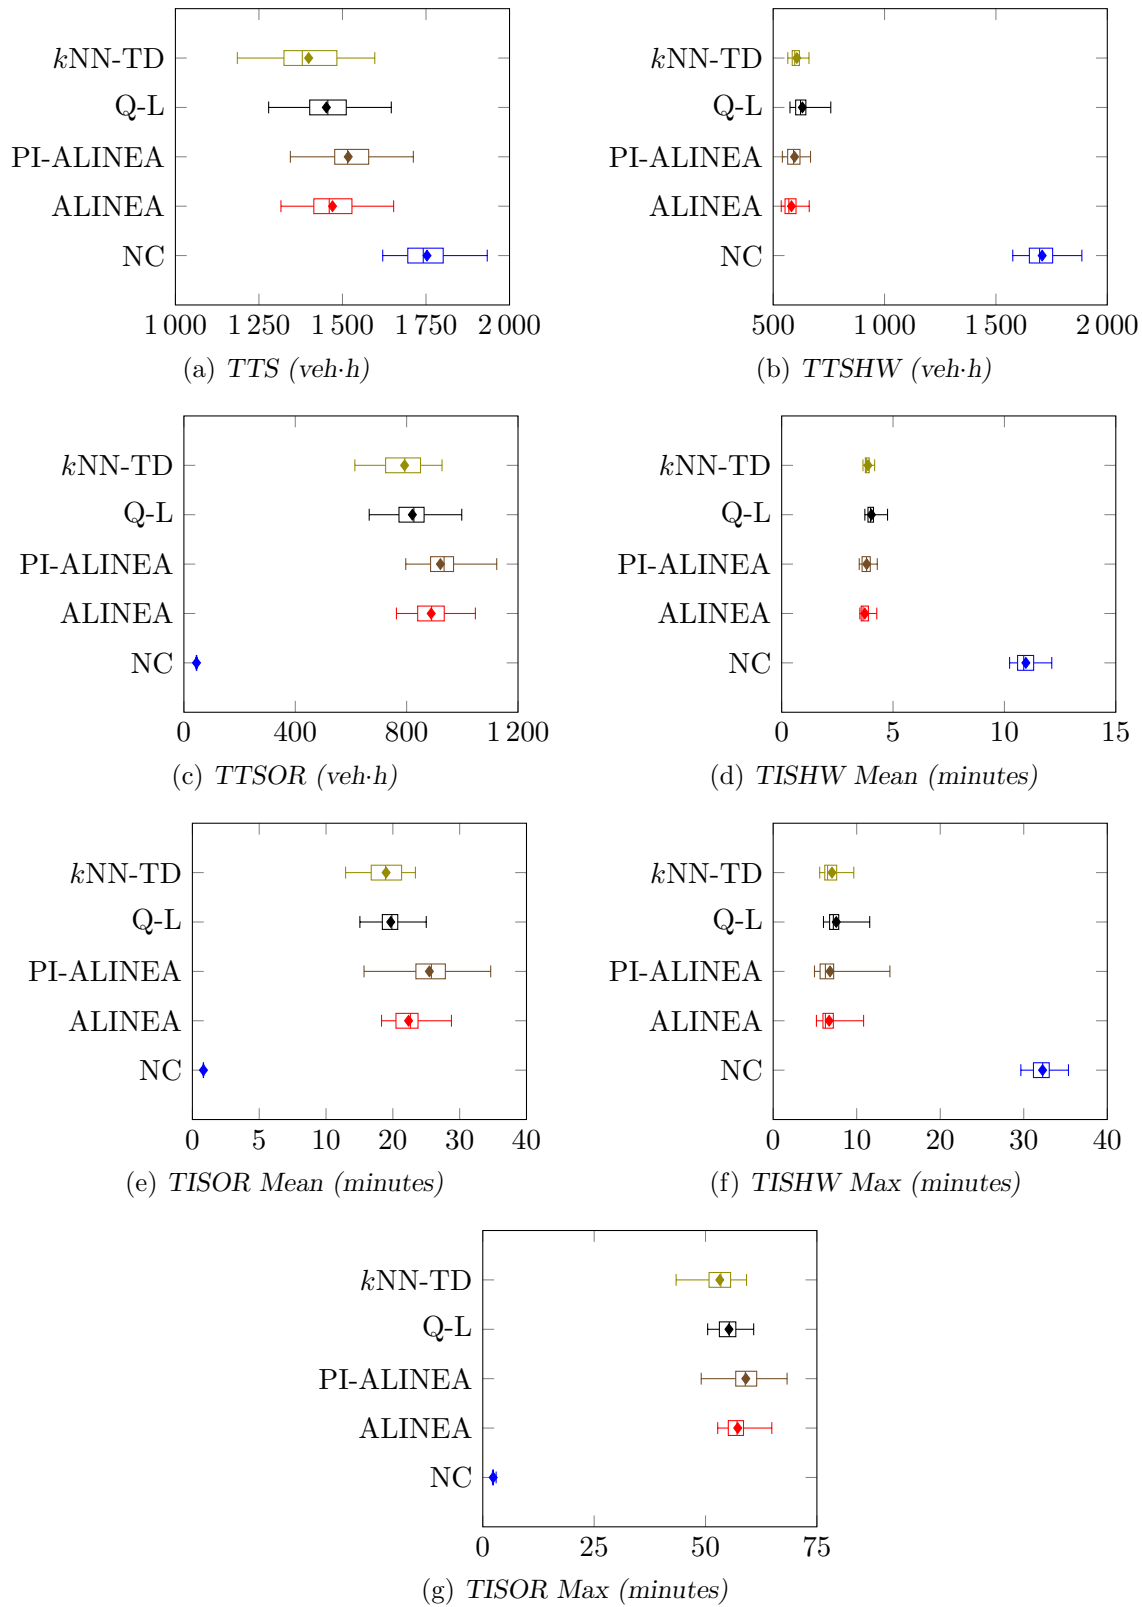 kNN-TD
Q-L
PI-ALINEA
ALINEA
NC
1 000 1 250 1 500 1 750 2 000
(a) TTS (veh·h)
kNN-TD
Q-L
PI-ALINEA
ALINEA
NC
500 1 000 1 500 2 000
(b) TTSHW (veh·h)
kNN-TD
Q-L
PI-ALINEA
ALINEA
NC
0 400 800 1 200
(c) TTSOR (veh·h)
kNN-TD
Q-L
PI-ALINEA
ALINEA
NC
0 5 10 15
(d) TISHW Mean (minutes)
kNN-TD
Q-L
PI-ALINEA
ALINEA
NC
0 5 10 20 30 40
(e) TISOR Mean (minutes)
kNN-TD
Q-L
PI-ALINEA
ALINEA
NC
0 10 20 30 40
(f) TISHW Max (minutes)
kNN-TD
Q-L
PI-ALINEA
ALINEA
NC
0 25 50 75
(g) TISOR Max (minutes)